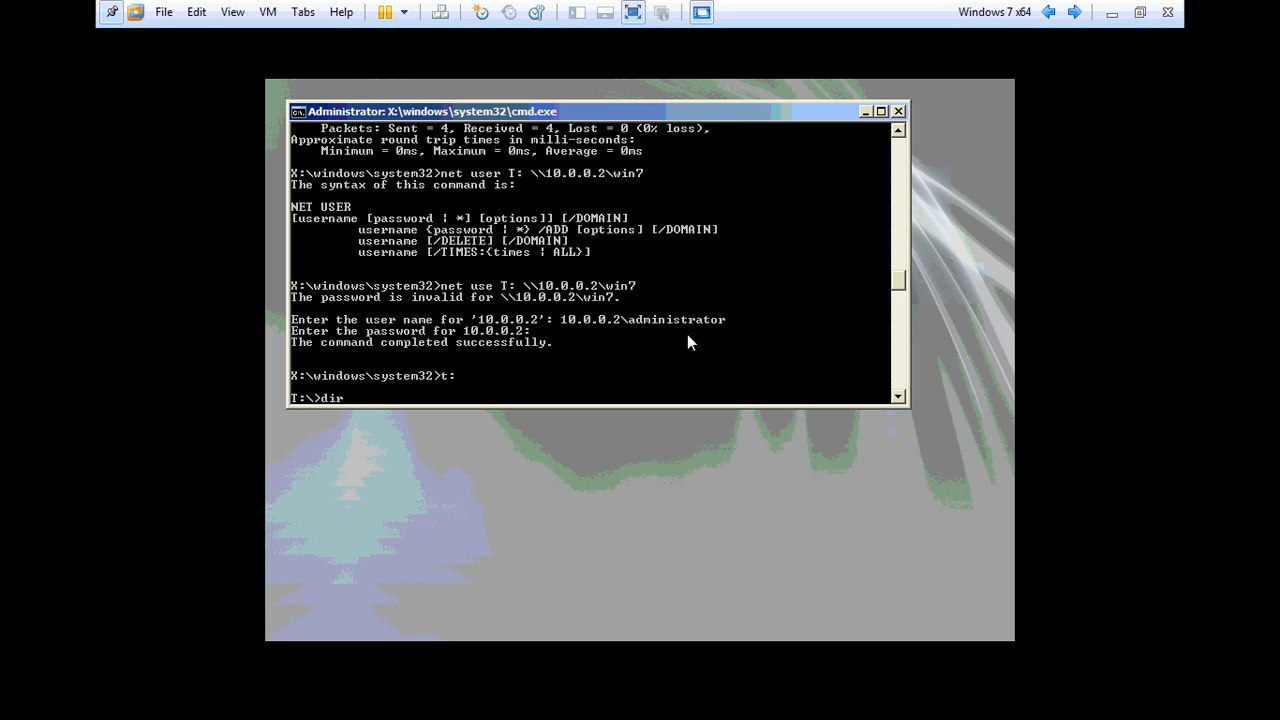 File Edit View VM Tabs Help Windows 7 x64
Administrator: X:\windows\system32\cmd.exe
Packets: Sent = 4, Received = 4, Lost = 0 (0% loss),
Approximate round trip times in milli-seconds:
Minimum = 0ms, Maximum = 0ms, Average = 0ms
X:\windows\system32>net user T: \\10.0.0.2\win7
The syntax of this command is:
NET USER
[username [password | *] [options]] [/DOMAIN]
username {password | *} /ADD [options] [/DOMAIN]
username [/DELETE] [/DOMAIN]
username [/TIMES:{times | ALL}]
X:\windows\system32>net use T: \\10.0.0.2\win7
The password is invalid for \\10.0.0.2\win7.
Enter the user name for '10.0.0.2': 10.0.0.2\administrator
Enter the password for 10.0.0.2:
The command completed successfully.
X:\windows\system32>t:
T:\>dir